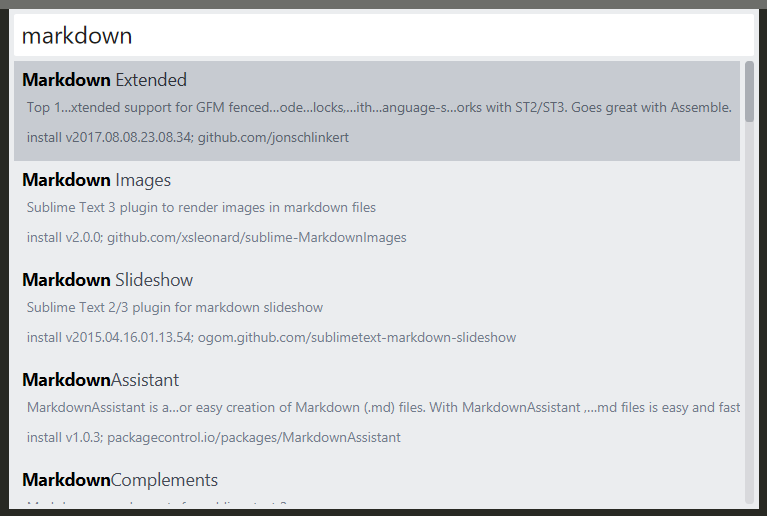 markdown
Markdown Extended
Top 1...xtended support for GFM fenced...ode...locks,...ith...anguage-s...orks with ST2/ST3. Goes great with Assemble.
install v2017.08.08.23.08.34; github.com/jonschlinkert
Markdown Images
Sublime Text 3 plugin to render images in markdown files
install v2.0.0; github.com/xsleonard/sublime-MarkdownImages
Markdown Slideshow
Sublime Text 2/3 plugin for markdown slideshow
install v2015.04.16.01.13.54; ogom.github.com/sublimetext-markdown-slideshow
MarkdownAssistant
MarkdownAssistant is a...or easy creation of Markdown (.md) files. With MarkdownAssistant ,...md files is easy and fast
install v1.0.3; packagecontrol.io/packages/MarkdownAssistant
MarkdownComplements